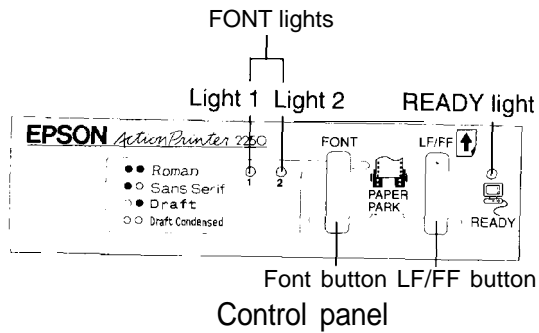 FONT lights
Light 1 Light 2 READY light
EPSON ActionPrinter 2250 FONT LF/FF
Roman 1 2
Sans Serif
Draft
Draft Condensed
PAPER
PARK
READY
Font button LF/FF button
Control panel